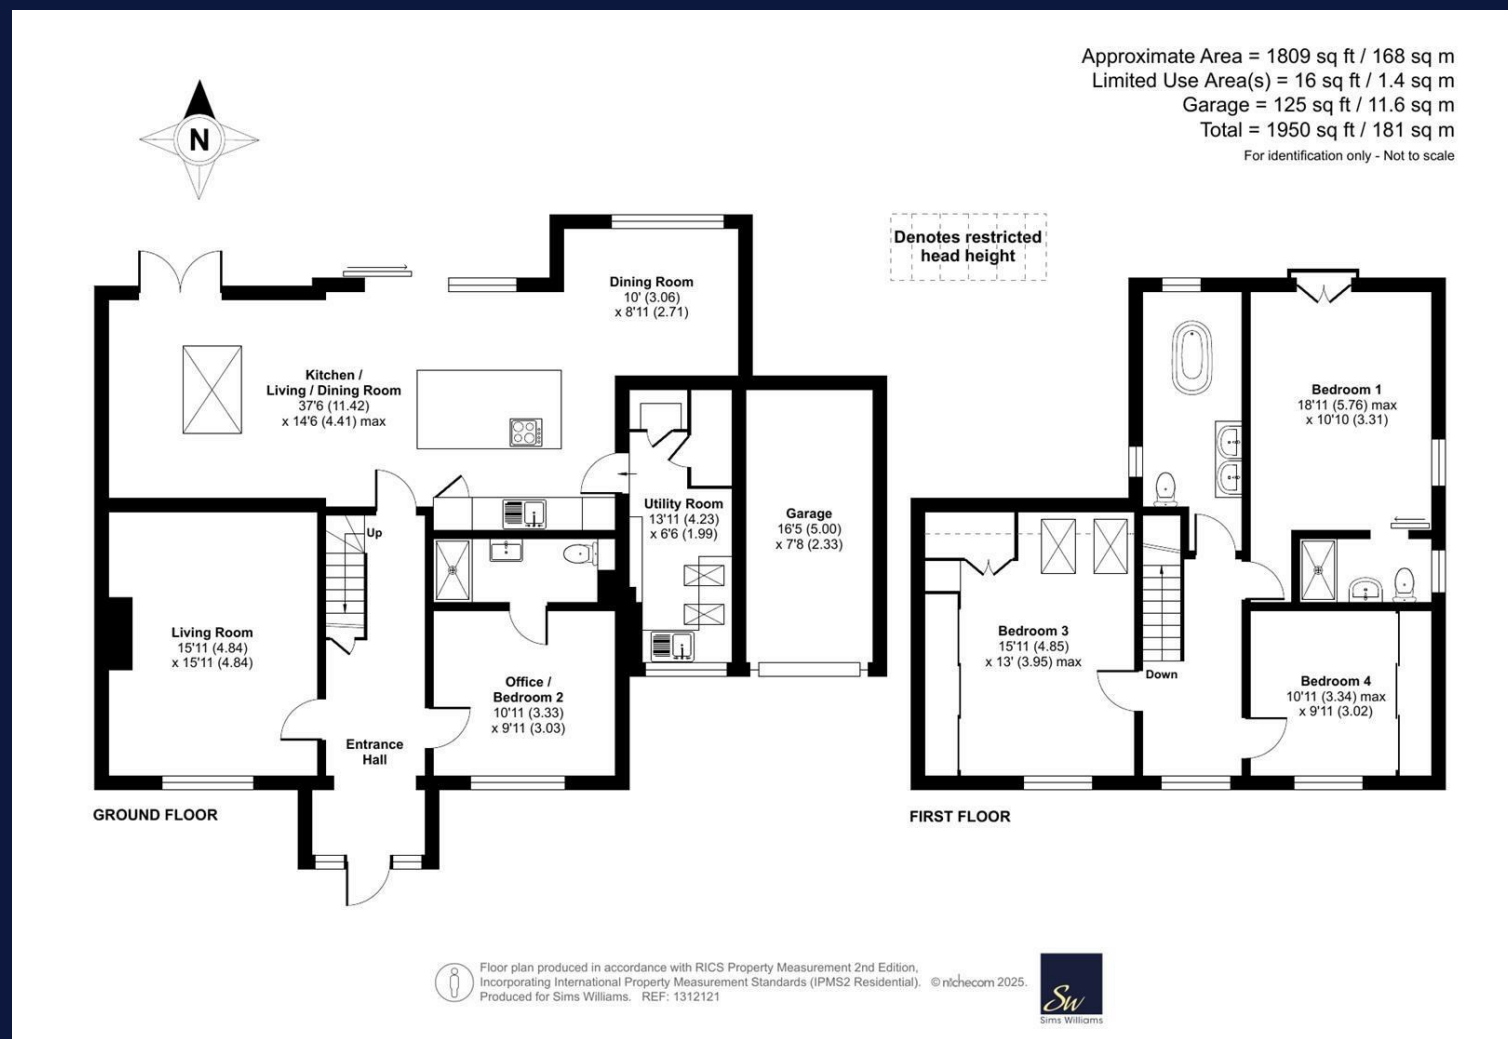 Approximate Area = 1809 sq ft / 168 sq m
Limited Use Area(s) = 16 sq ft / 1.4 sq m
Garage = 125 sq ft / 11.6 sq m
Total = 1950 sq ft / 181 sq m
For identification only - Not to scale
N
Denotes restricted
head height
Dining Room
10' (3.06)
x 8'11 (2.71)
Kitchen /
Living / Dining Room
37'6 (11.42)
x 14'6 (4.41) max
Utility Room
13'11 (4.23)
x 6'6 (1.99)
Garage
16'5 (5.00)
x 7'8 (2.33)
Up
Living Room
15'11 (4.84)
x 15'11 (4.84)
Office /
Bedroom 2
10'11 (3.33)
x 9'11 (3.03)
Entrance
Hall
GROUND FLOOR
Bedroom 1
18'11 (5.76) max
x 10'10 (3.31)
Bedroom 3
15'11 (4.85)
x 13' (3.95) max
Down
Bedroom 4
10'11 (3.34) max
x 9'11 (3.02)
FIRST FLOOR
Floor plan produced in accordance with RICS Property Measurement 2nd Edition,
Incorporating International Property Measurement Standards (IPMS2 Residential). © nichecom 2025.
Produced for Sims Williams. REF: 1312121
SW
Sims Williams